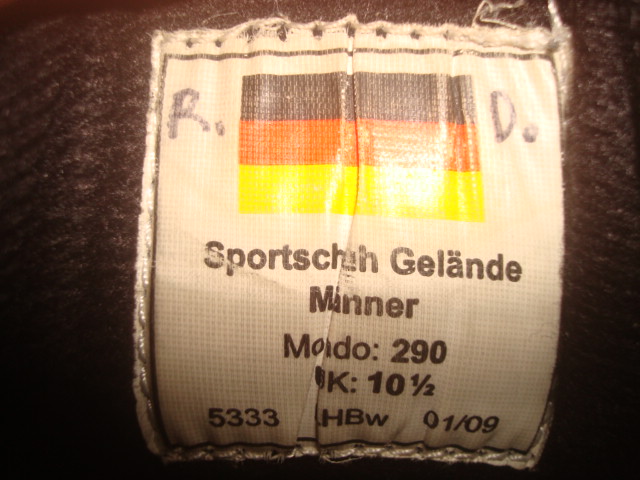 R. D.
Sportschuh Gelände
Männer
Mondo: 290
UK: 10½
5333 LHBw 01/09